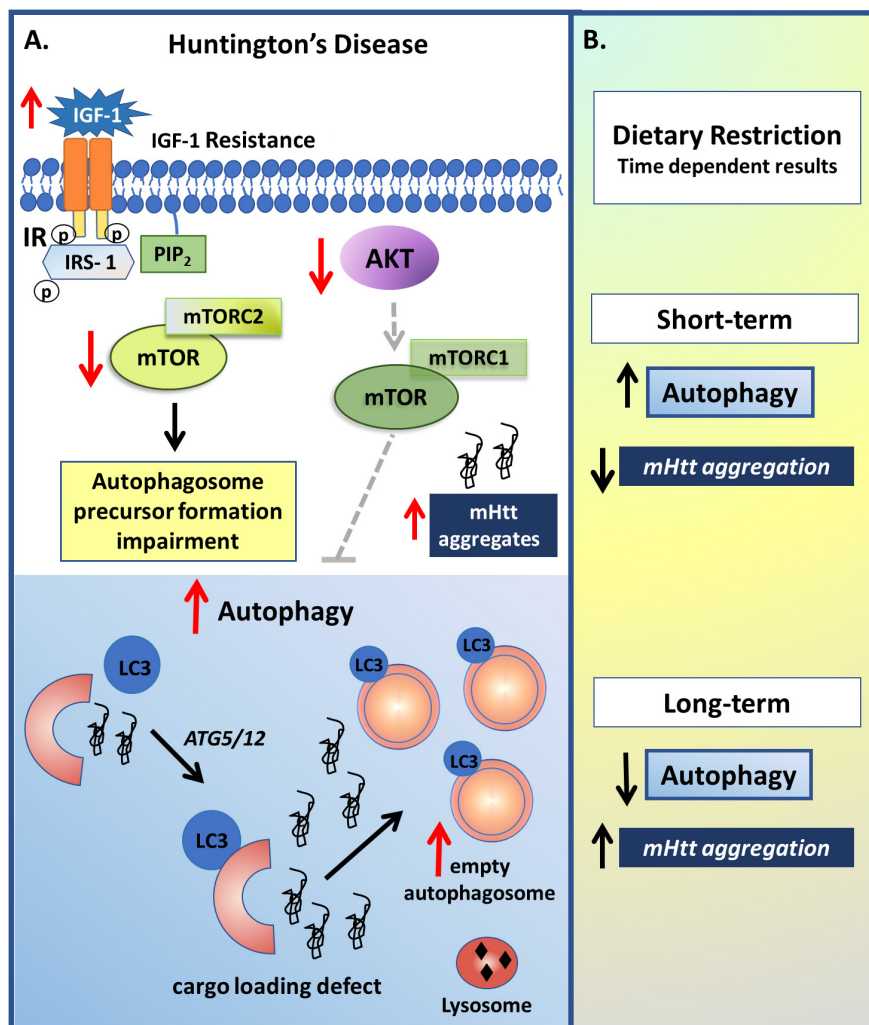 A.
Huntington's Disease
IGF-1
IGF-1 Resistance
IR
p
p
IRS- 1
p
PIP₂
AKT
mTORC2
mTOR
mTORC1
mTOR
Autophagosome
precursor formation
impairment
mHtt
aggregates
Autophagy
LC3
ATG5/12
LC3
LC3
LC3
LC3
empty
autophagosome
cargo loading defect
Lysosome
B.
Dietary Restriction
Time dependent results
Short-term
Autophagy
mHtt aggregation
Long-term
Autophagy
mHtt aggregation